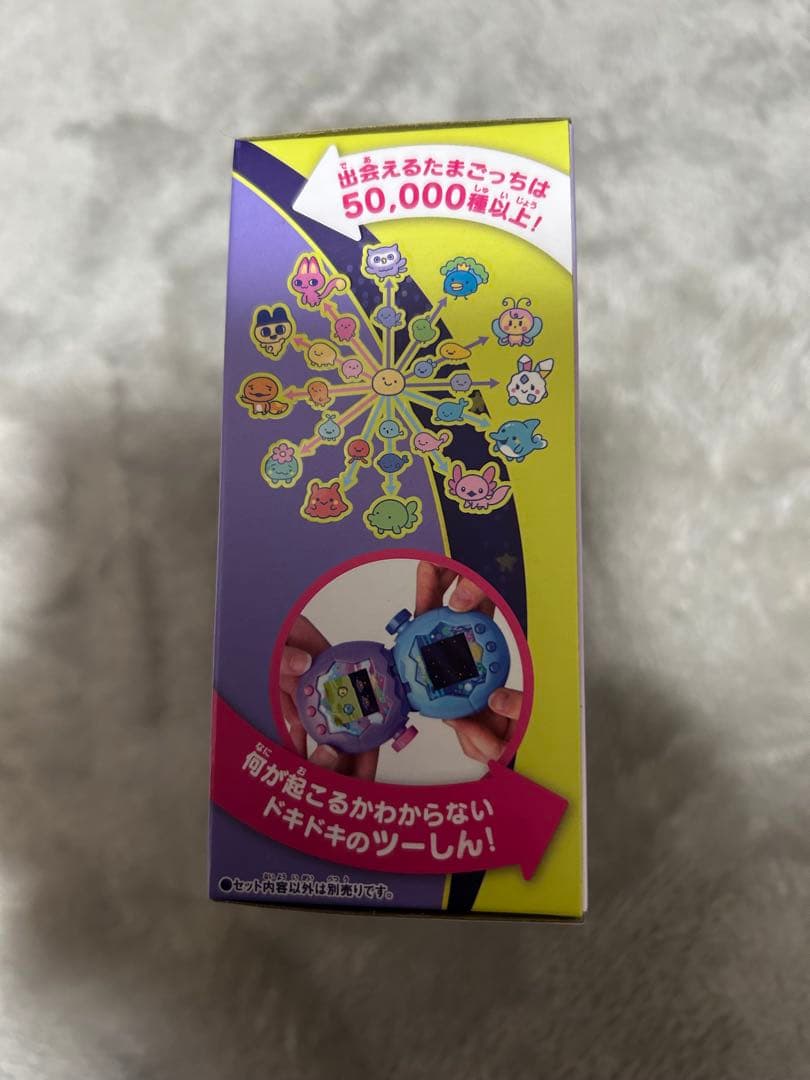 出会えるたまごっちは
50,000種以上!
何が起こるかわからない
ドキドキのツーしん!
●セット内容以外は別売りです。